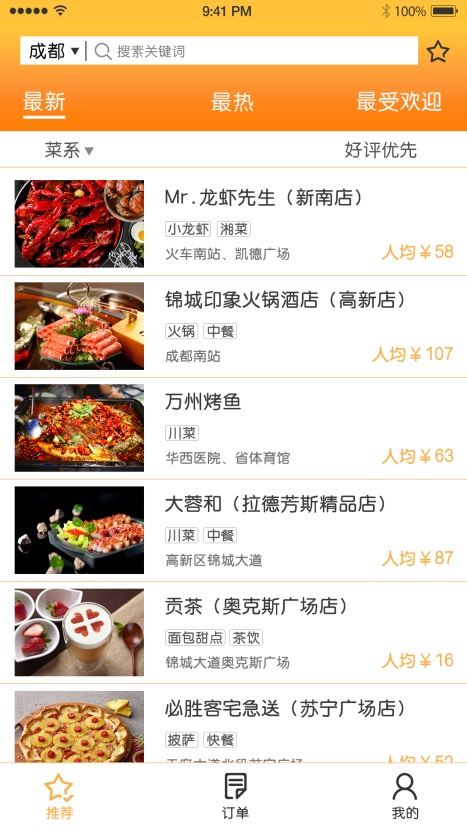 9:41 PM 100%
成都 搜索关键词
最新 最热 最受欢迎
菜系 好评优先
Mr.龙虾先生（新南店）
小龙虾 湘菜
火车南站、凯德广场 人均￥58
锦城印象火锅酒店（高新店）
火锅 中餐
成都南站 人均￥107
万州烤鱼
川菜
华西医院、省体育馆 人均￥63
大蓉和（拉德芳斯精品店）
川菜 中餐
高新区锦城大道 人均￥87
贡茶（奥克斯广场店）
面包甜点 茶饮
锦城大道奥克斯广场 人均￥16
必胜客宅急送（苏宁广场店）
披萨 快餐
人均￥52
推荐 订单 我的